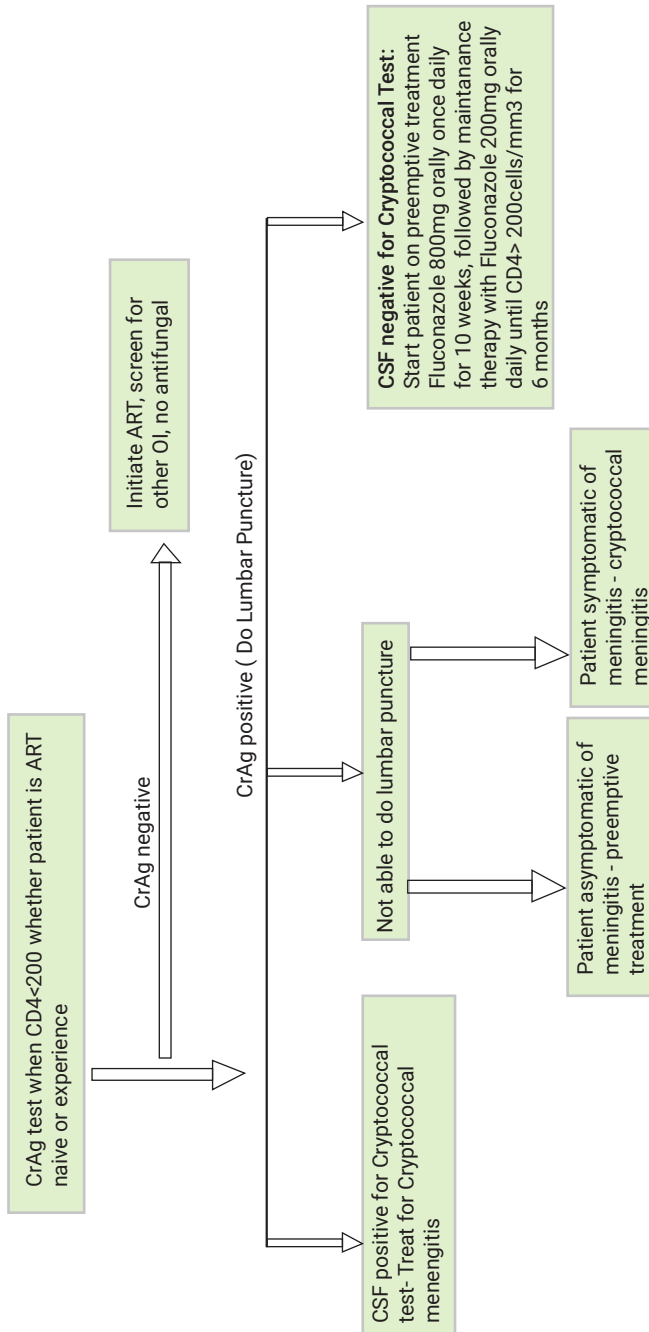 CrAg test when CD4<200 whether patient is ART
naive or experience
CrAg negative
Initiate ART, screen for
other OI, no antifungal
CrAg positive ( Do Lumbar Puncture)
CSF positive for Cryptococcal
test- Treat for Cryptococcal
menengitis
Not able to do lumbar puncture
CSF negative for Cryptococcal Test:
Start patient on preemptive treatment
Fluconazole 800mg orally once daily
for 10 weeks, followed by maintanance
therapy with Fluconazole 200mg orally
daily until CD4> 200cells/mm3 for
6 months
Patient asymptomatic of
meningitis - preemptive
treatment
Patient symptomatic of
meningitis - cryptococcal
meningitis